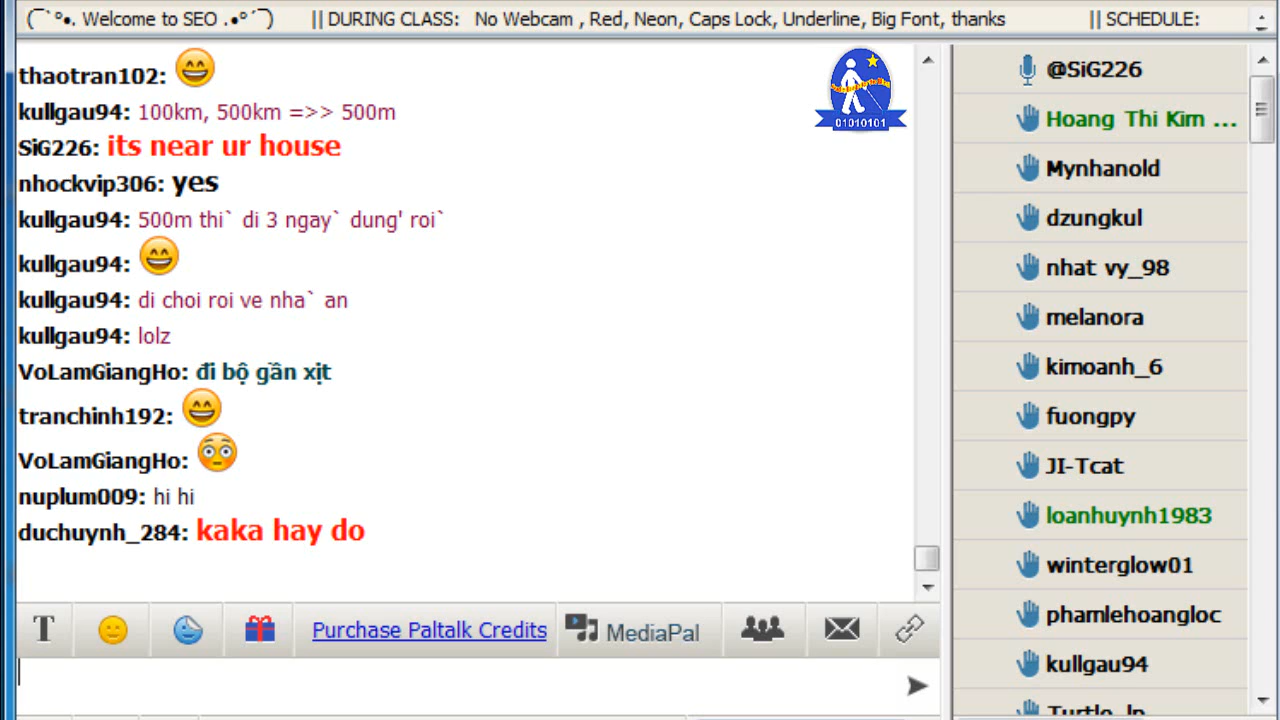 (¯`°•. Welcome to SEO .•°´¯) || DURING CLASS: No Webcam , Red, Neon, Caps Lock, Underline, Big Font, thanks || SCHEDULE:
thaotran102:
kullgau94: 100km, 500km =>> 500m
SiG226: its near ur house
nhockvip306: yes
kullgau94: 500m thi` di 3 ngay` dung' roi`
kullgau94:
kullgau94: di choi roi ve nha` an
kullgau94: lolz
VoLamGiangHo: đi bộ gần xịt
tranchinh192:
VoLamGiangHo:
nuplum009: hi hi
duchuynh_284: kaka hay do
01010101
T
Purchase Paltalk Credits
MediaPal
@SiG226
Hoang Thi Kim ...
Mynhanold
dzungkul
nhat vy_98
melanora
kimoanh_6
fuongpy
JI-Tcat
loanhuynh1983
winterglow01
phamlehoangloc
kullgau94